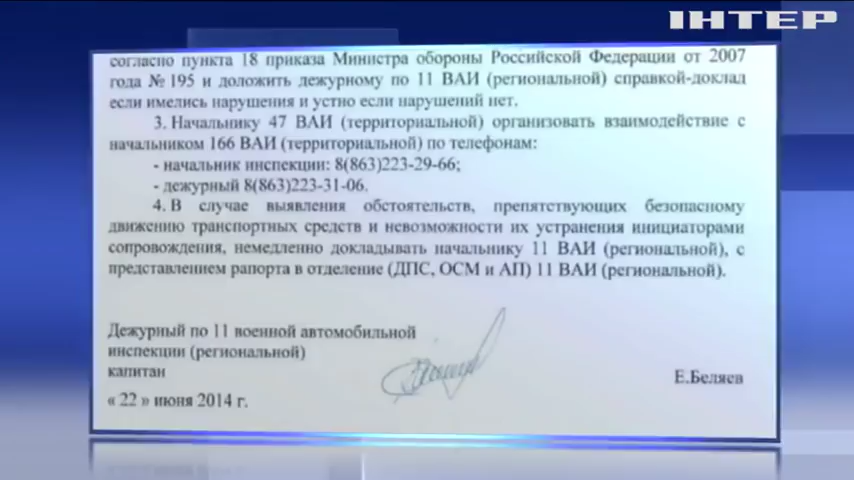 ІНТЕР
согласно пункта 18 приказа Министра обороны Российской Федерации от 2007
года № 195 и доложить дежурному по 11 ВАИ (региональной) справкой-доклад
если имелись нарушения и устно если нарушений нет.
3. Начальнику 47 ВАИ (территориальной) организовать взаимодействие с
начальником 166 ВАИ (территориальной) по телефонам:
- начальник инспекции: 8(863)223-29-66;
- дежурный 8(863)223-31-06.
4. В случае выявления обстоятельств, препятствующих безопасному
движению транспортных средств и невозможности их устранения инициаторами
сопровождения, немедленно докладывать начальнику 11 ВАИ (региональной), с
представлением рапорта в отделение (ДПС, ОСМ и АП) 11 ВАИ (региональной).
Дежурный по 11 военной автомобильной
инспекции (региональной)
капитан
Е.Беляев
« 22 » июня 2014 г.